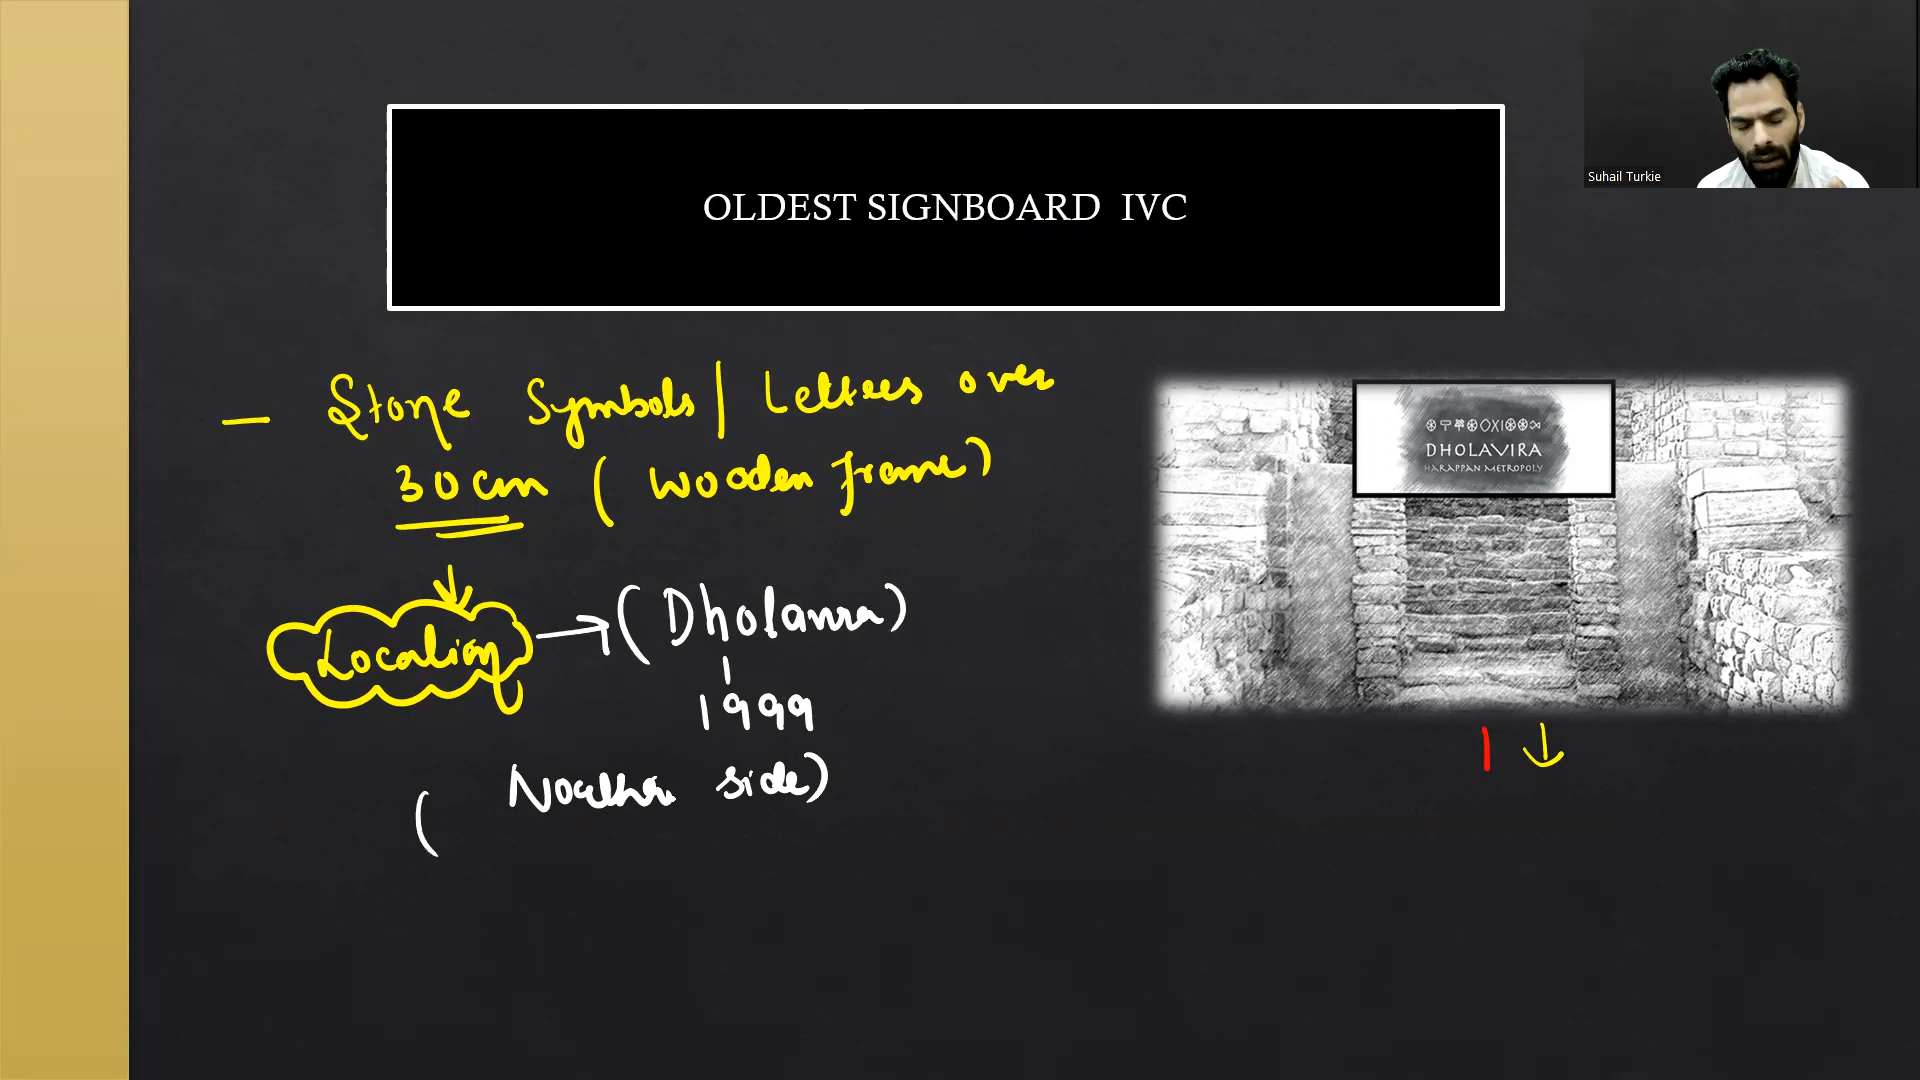 OLDEST SIGNBOARD IVC
Suhail Turkie
– Stone Symbols / Letters over
30 cm ( Wooden frame)
Location → (Dholavira)
1999
( Northern side)
DHOLAVIRA
HARAPPAN METROPOLY